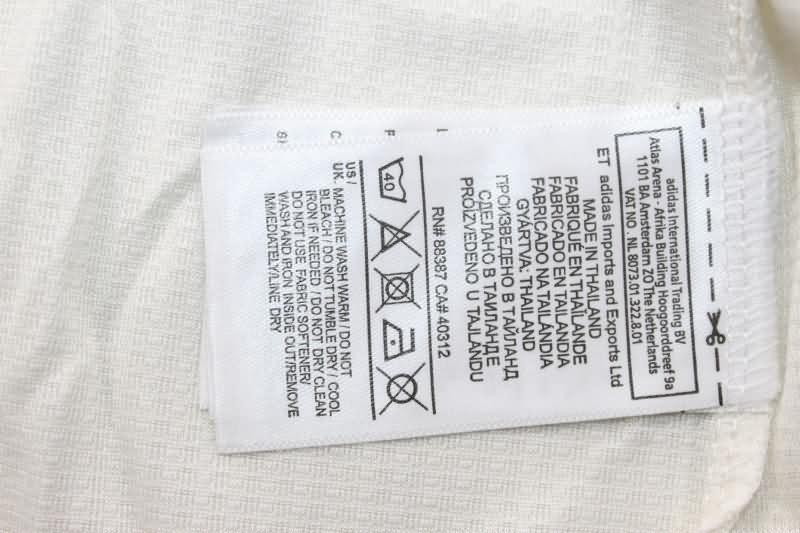 adidas International Trading BV
Atlas Arena - Afrika Building Hoogoorddreef 9a
1101 BA Amsterdam ZO The Netherlands
VAT NO. NL 8073.01.322.8.01
ET adidas Imports and Exports Ltd
MADE IN THAILAND
FABRIQUÉ EN THAÏLANDE
FABRICADO EN TAILANDIA
FABRICADO NA TAILÂNDIA
GYÁRTVA: THAILAND
ПРОИЗВЕДЕНО В ТАЙЛАНД
СДЕЛАНО В ТАИЛАНДЕ
PROIZVEDENO U TAJLANDU
RN# 88387 CA# 40312
40
US /
UK: MACHINE WASH WARM / DO NOT
BLEACH / DO NOT TUMBLE DRY / COOL
IRON IF NEEDED / DO NOT DRY CLEAN
DO NOT USE FABRIC SOFTENER/
WASH AND IRON INSIDE OUT/REMOVE
IMMEDIATELY/LINE DRY